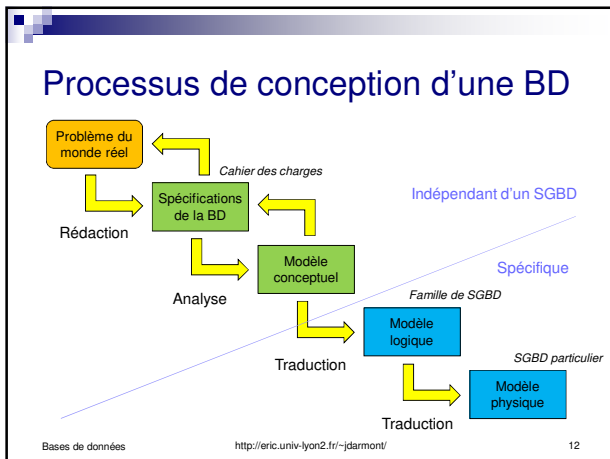 Processus de conception d'une BD
Problème du
monde réel
Cahier des charges
Spécifications
de la BD
Indépendant d'un SGBD
Rédaction
Modèle
conceptuel
Spécifique
Analyse
Famille de SGBD
Modèle
logique
Traduction
SGBD particulier
Modèle
physique
Traduction
Bases de données
http://eric.univ-lyon2.fr/~jdarmont/
12